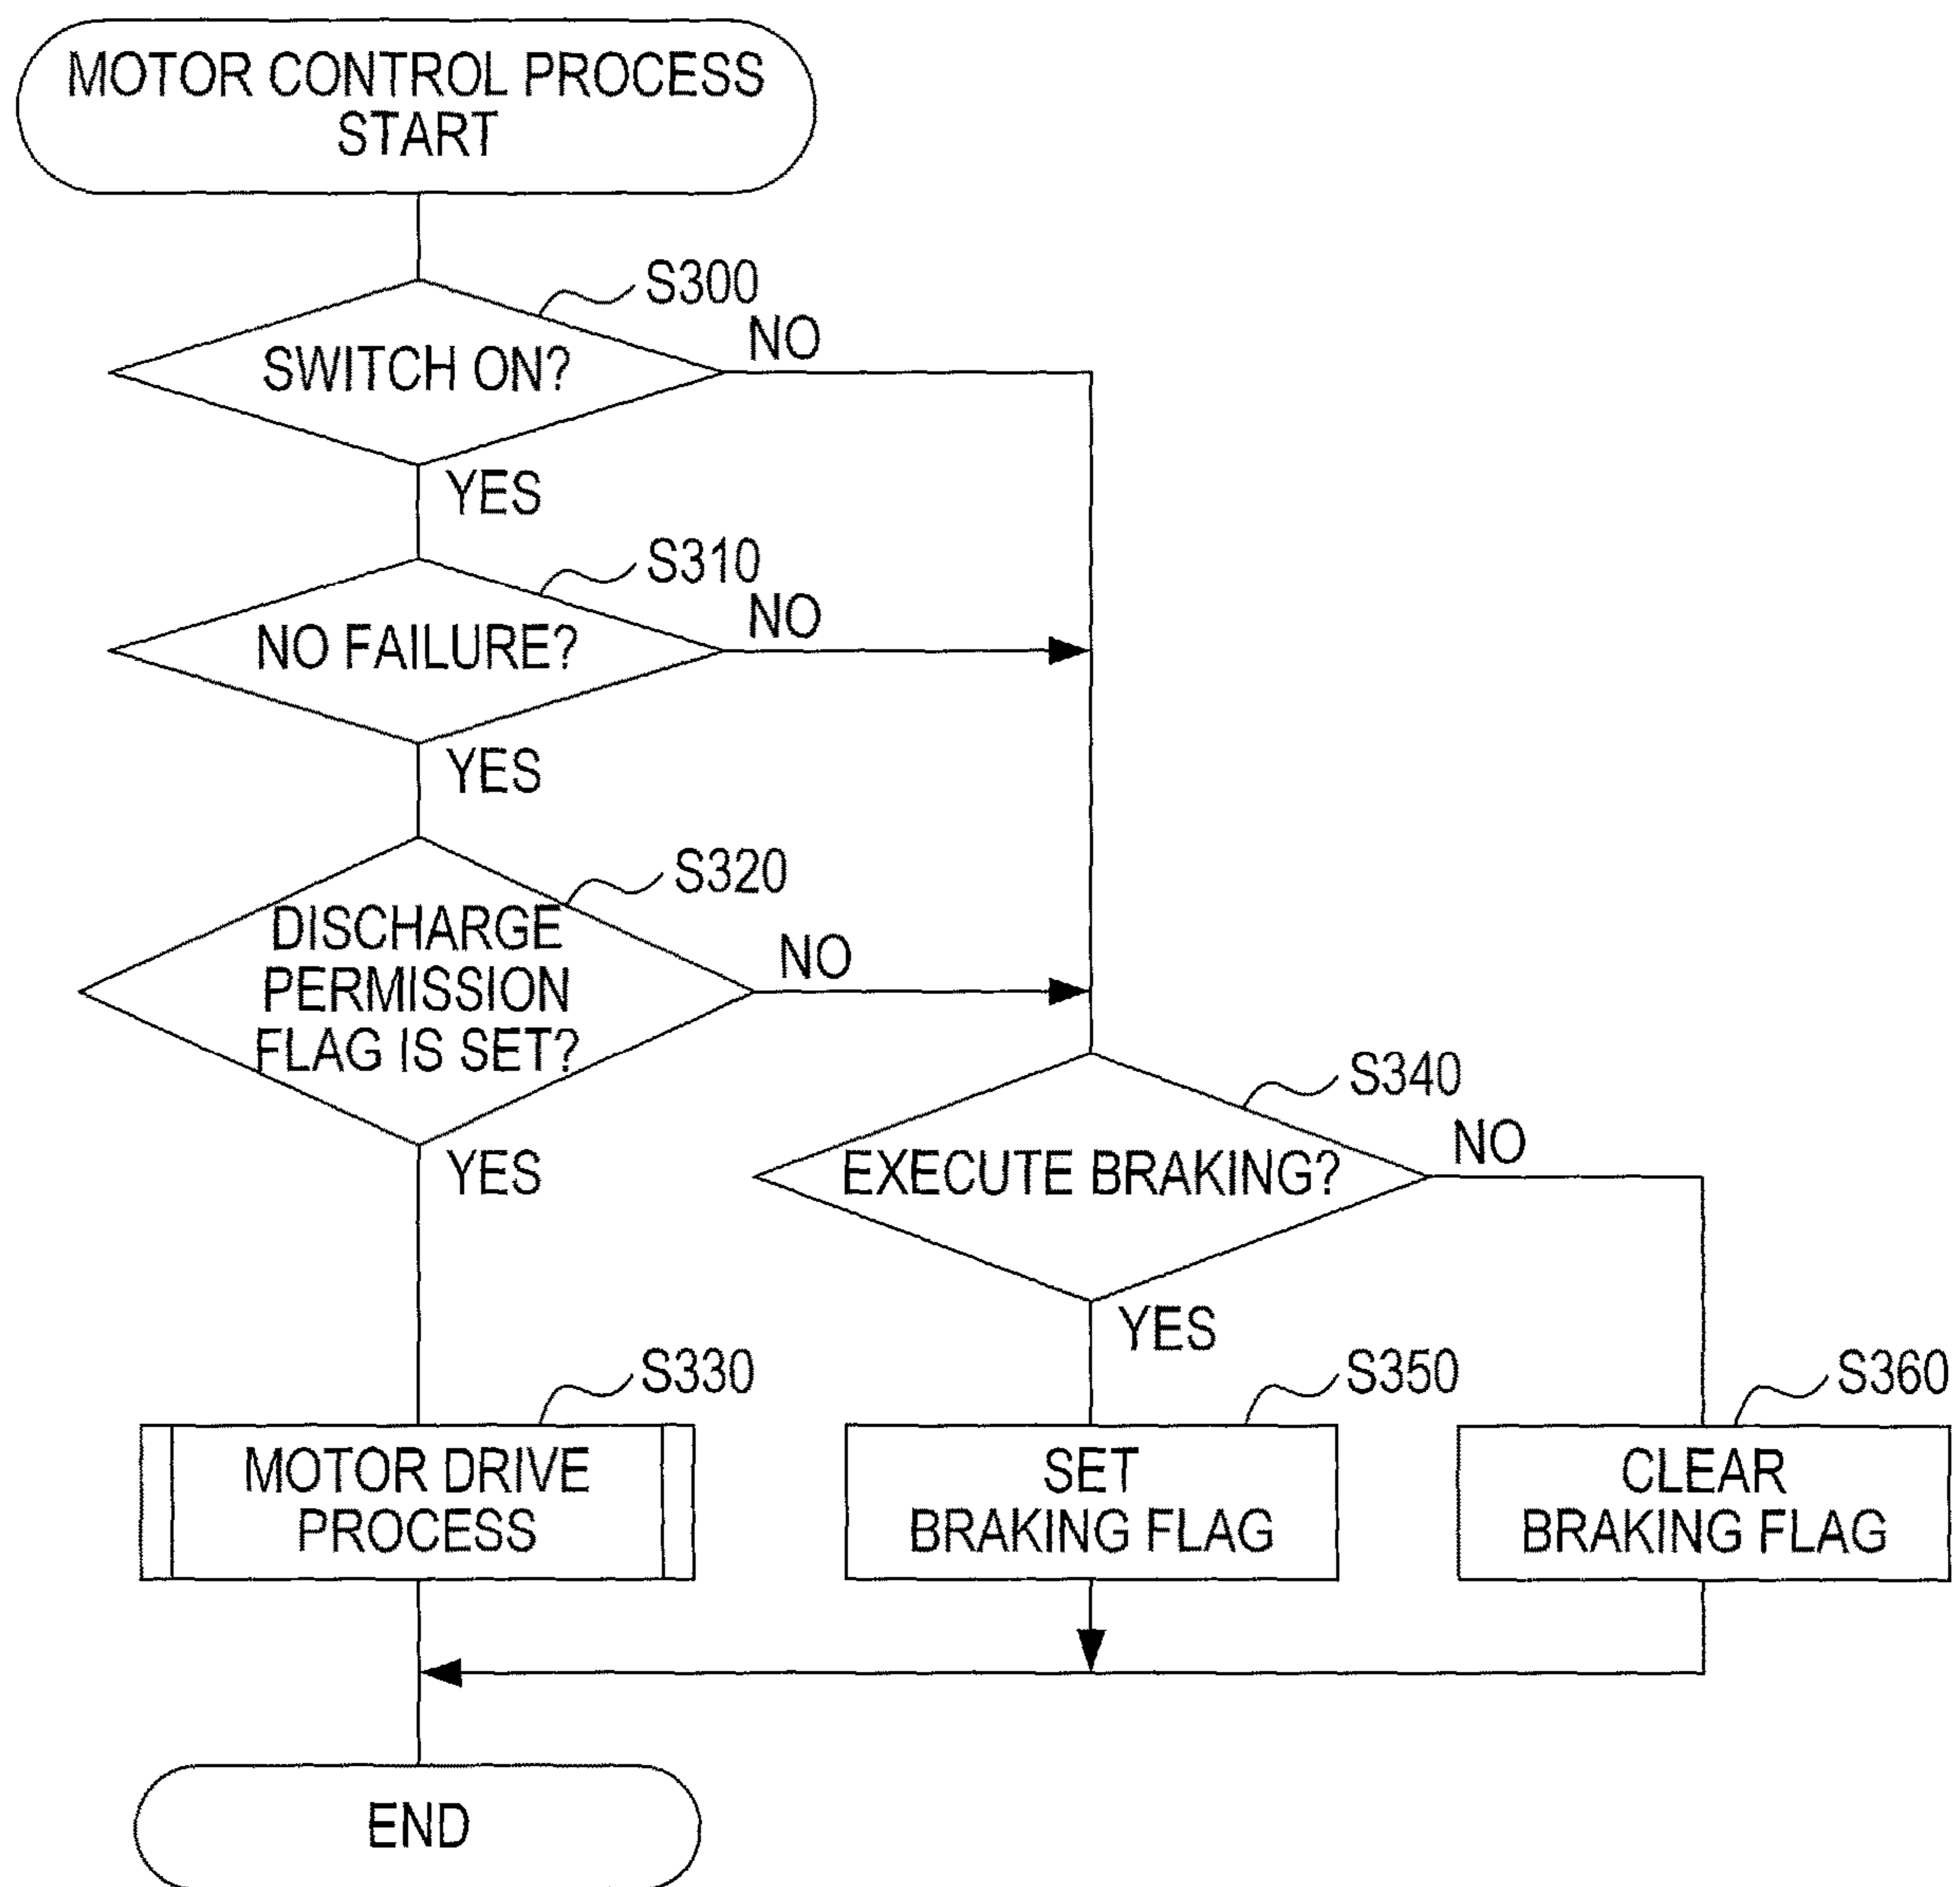 MOTOR CONTROL PROCESS
START
S300
SWITCH ON?
NO
YES
S310
NO FAILURE?
NO
YES
S320
DISCHARGE
PERMISSION
FLAG IS SET?
NO
YES
S340
EXECUTE BRAKING?
NO
YES
S330
MOTOR DRIVE
PROCESS
S350
SET
BRAKING FLAG
S360
CLEAR
BRAKING FLAG
END